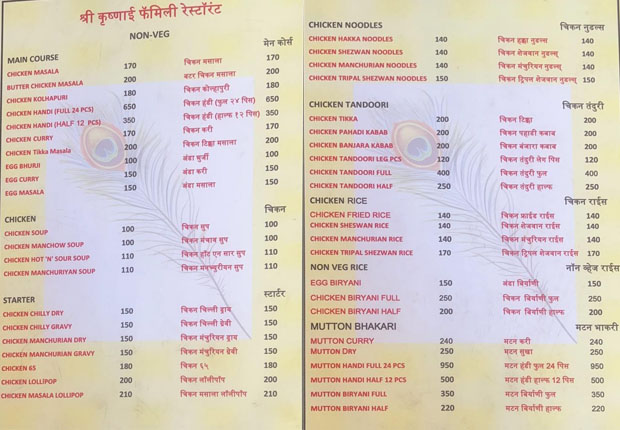 श्री कृष्णाई फॅमिली रेस्टॉरंट
NON-VEG
MAIN COURSE मेन कोर्स
CHICKEN MASALA 170 चिकन मसाला 170
BUTTER CHICKEN MASALA 200 बटर चिकन मसाला 200
CHICKEN KOLHAPURI 180 चिकन कोल्हापुरी 180
CHICKEN HANDI (FULL 24 PCS) 650 चिकन हंडी (फुल २४ पिस) 650
CHICKEN HANDI (HALF 12 PCS) 350 चिकन हंडी (हाल्फ १२ पिस) 350
CHICKEN CURRY 170 चिकन करी 170
CHICKEN Tikka Masala 200 चिकन टिक्का मसाला 200
EGG BHURJI 150 अंडा बुर्जी 150
EGG CURRY 150 अंडा करी 150
EGG MASALA 150 अंडा मसाला 150
CHICKEN चिकन
CHICKEN SOUP 100 चिकन सुप 100
CHICKEN MANCHOW SOUP 100 चिकन मंचाव सुप 100
CHICKEN HOT 'N' SOUR SOUP 110 चिकन हॉट एन सार सुप 110
CHICKEN MANCHURIYAN SOUP 110 चिकन मन्च्युरीयन सुप 110
STARTER स्टार्टर
CHICKEN CHILLY DRY 150 चिकन चिल्ली ड्राय 150
CHICKEN CHILLY GRAVY 150 चिकन चिल्ली ग्रेवी 150
CHICKEN MANCHURIAN DRY 150 चिकन मंचुरियन ड्राय 150
CHICKEN MANCHURIAN GRAVY 150 चिकन मंचुरियन ग्रेवी 150
CHICKEN 65 180 चिकन ६५ 180
CHICKEN LOLLIPOP 200 चिकन लॉलीपॉप 200
CHICKEN MASALA LOLLIPOP 210 चिकन मसाला लॉलीपॉप 210
CHICKEN NOODLES चिकन नुडल्स
CHICKEN HAKKA NOODLES 140 चिकन हक्का नुडल्स् 140
CHICKEN SHEZWAN NOODLES 140 चिकन शेजवान नुडल्स् 140
CHICKEN MANCHURIAN NOODLES 140 चिकन मंचुरियन नुडल्स् 140
CHICKEN TRIPAL SHEZWAN NOODLES 150 चिकन ट्रिपल शेजवान नुडल्स् 150
CHICKEN TANDOORI चिकन तंदुरी
CHICKEN TIKKA 200 चिकन टिक्का 200
CHICKEN PAHADI KABAB 200 चिकन पहाडी कबाब 200
CHICKEN BANJARA KABAB 200 चिकन बंजारा कबाब 200
CHICKEN TANDOORI LEG PCS 120 चिकन तंदुरी लेग पिस 120
CHICKEN TANDOORI FULL 400 चिकन तंदुरी फुल 400
CHICKEN TANDOORI HALF 250 चिकन तंदुरी हाल्फ 250
CHICKEN RICE चिकन राईस
CHICKEN FRIED RICE 140 चिकन फ्राईड राईस 140
CHICKEN SHESWAN RICE 140 चिकन शेजवान राईस 140
CHICKEN MANCHURIAN RICE 140 चिकन मंचुरियन राईस 140
CHICKEN TRIPAL SHEZWAN RICE 170 चिकन ट्रिपल शेजवान राईस 170
NON VEG RICE नॉन व्हेज राईस
EGG BIRYANI 150 अंडा बिर्याणी 150
CHICKEN BIRYANI FULL 250 चिकन बिर्याणी फुल 250
CHICKEN BIRYANI HALF 200 चिकन बिर्याणी हाल्फ 200
MUTTON BHAKARI मटन भाकरी
MUTTON CURRY 240 मटन करी 240
MUTTON DRY 250 मटन सुखा 250
MUTTON HANDI FULL 24 PCS 950 मटन हंडी फुल 24 पिस 950
MUTTON HANDI HALF 12 PCS 500 मटन हंडी हाल्फ 12 पिस 500
MUTTON BIRYANI FULL 350 मटन बिर्याणी फुल 350
MUTTON BIRYANI HALF 220 मटन बिर्याणी हाल्फ 220